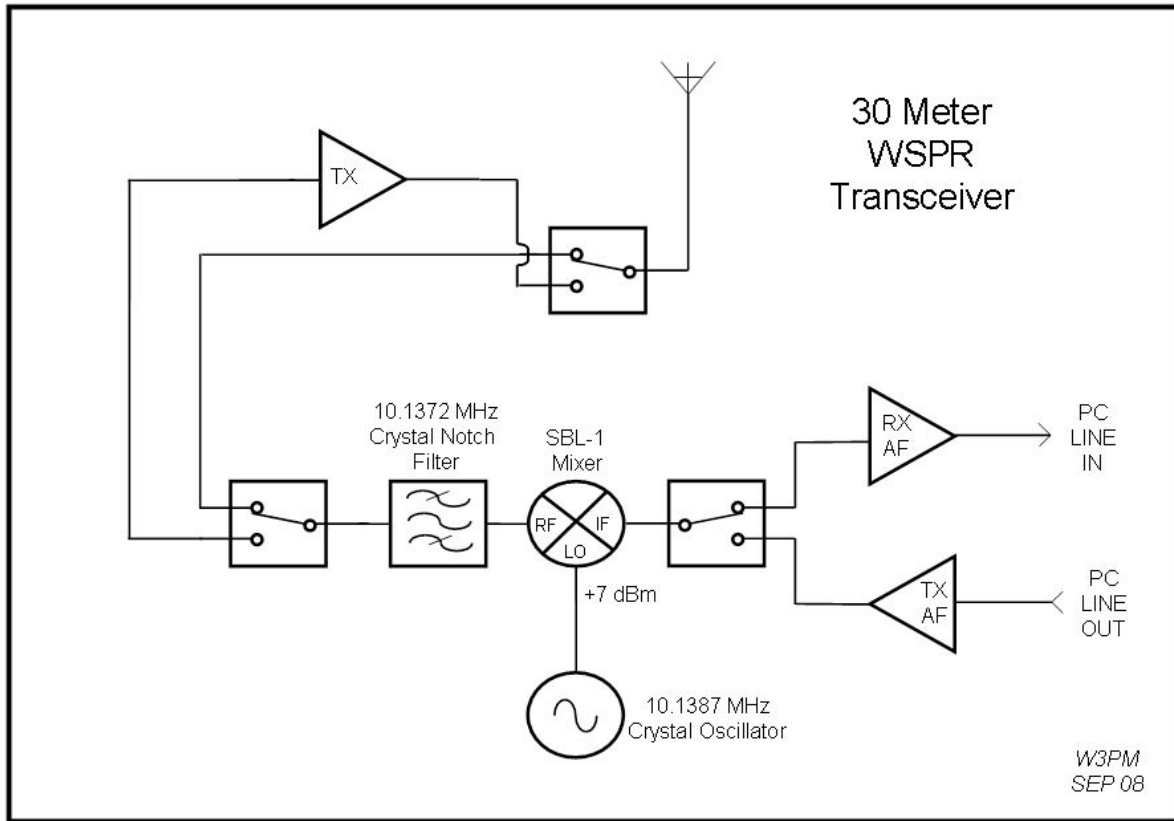 30 Meter
WSPR
Transceiver
TX
10.1372 MHz
Crystal Notch
Filter
SBL-1
Mixer
RF
IF
LO
+7 dBm
10.1387 MHz
Crystal Oscillator
RX
AF
PC
LINE
IN
TX
AF
PC
LINE
OUT
W3PM
SEP 08